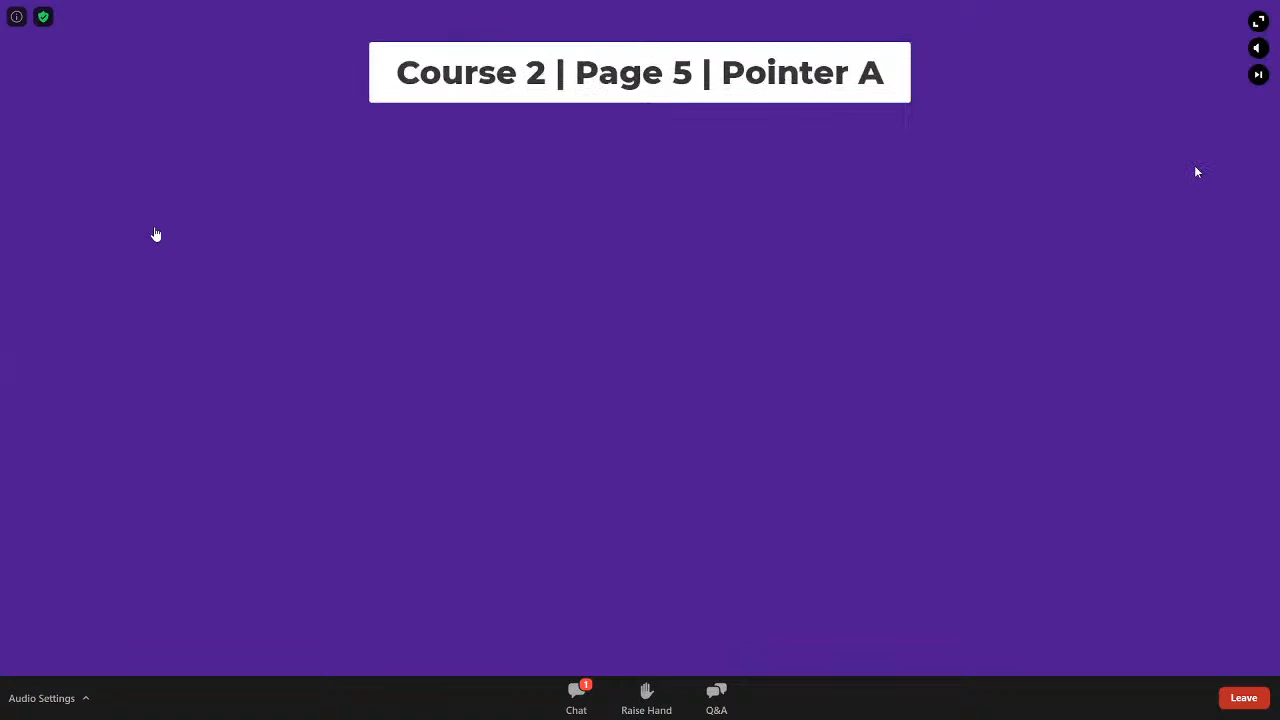 Course 2 | Page 5 | Pointer A
Audio Settings
1
Chat
Raise Hand
Q&A
Leave